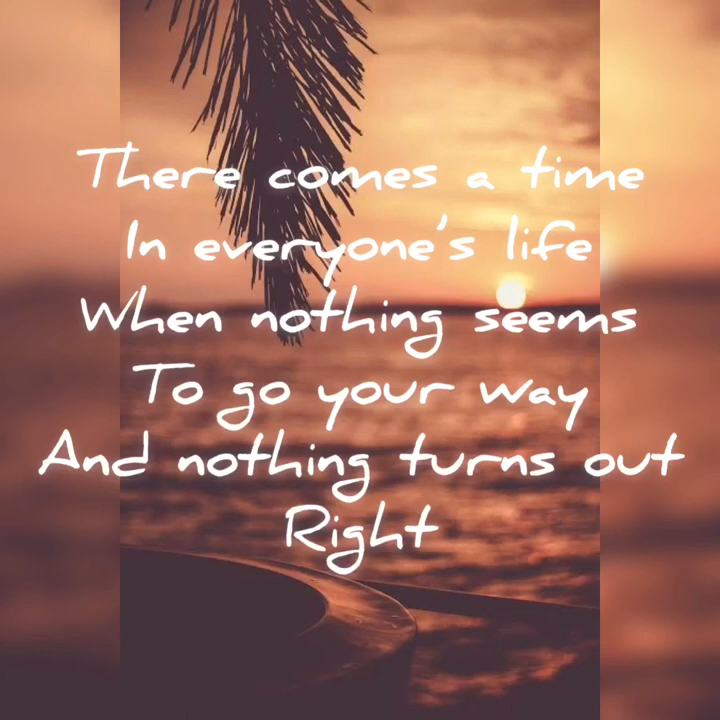 There comes a time
In everyone's life
When nothing seems
To go your way
And nothing turns out
Right